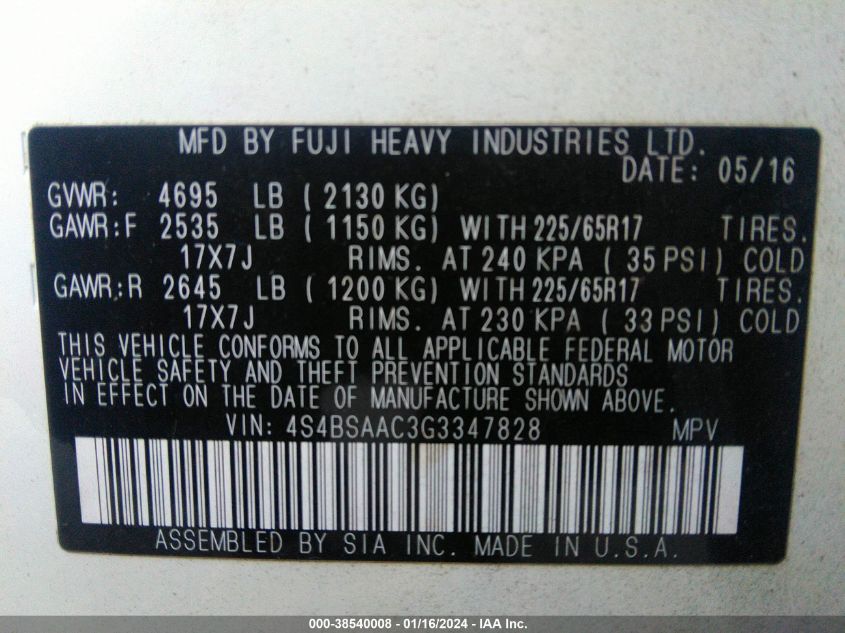 MFD BY FUJI HEAVY INDUSTRIES LTD.
DATE: 05/16
GVWR: 4695 LB ( 2130 KG)
GAWR:F 2535 LB ( 1150 KG) WITH 225/65R17 TIRES.
17X7J RIMS. AT 240 KPA ( 35 PSI) COLD
GAWR:R 2645 LB ( 1200 KG) WITH 225/65R17 TIRES.
17X7J RIMS. AT 230 KPA ( 33 PSI) COLD
THIS VEHICLE CONFORMS TO ALL APPLICABLE FEDERAL MOTOR
VEHICLE SAFETY AND THEFT PREVENTION STANDARDS
IN EFFECT ON THE DATE OF MANUFACTURE SHOWN ABOVE.
VIN: 4S4BSAAC3G3347828 MPV
ASSEMBLED BY SIA INC. MADE IN U.S.A.
000-38540008 - 01/16/2024 - IAA Inc.